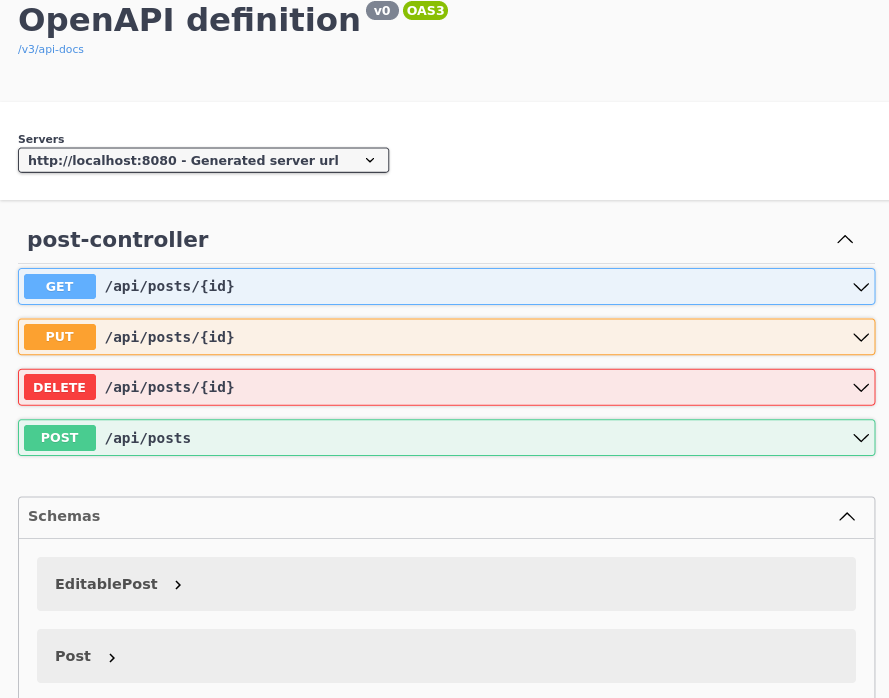 OpenAPI definition v0 OAS3
/v3/api-docs
Servers
http://localhost:8080 - Generated server url
post-controller
GET /api/posts/{id}
PUT /api/posts/{id}
DELETE /api/posts/{id}
POST /api/posts
Schemas
EditablePost
Post